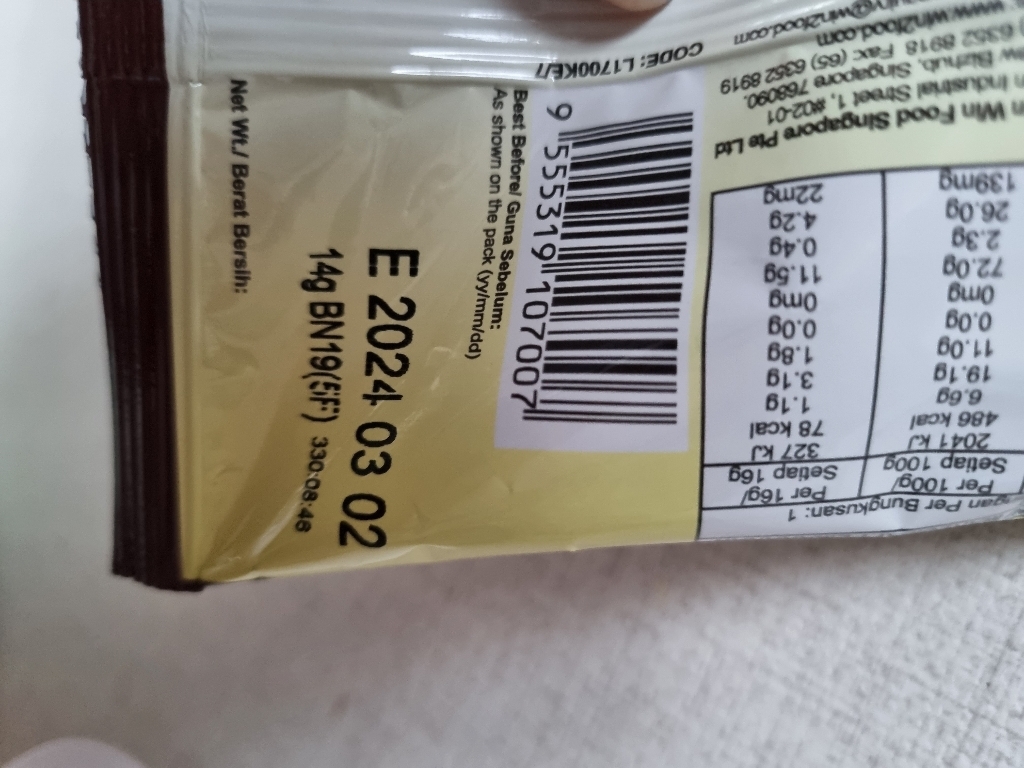 Net Wt./ Berat Bersih:
14g BN19
E 2024 03 02
Best Before/ Guna Sebelum:
As shown on the pack (yy/mm/dd)
9 555319 107007
CODE: L1700KE/
Per Bungkusan: 1
Per 100g/ Per 16g/
Setiap 100g Setiap 16g
2041 kJ 327 kJ
486 kcal 78 kcal
6.6g 1.1g
19.1g 3.1g
11.0g 1.8g
0.0g 0.0g
0mg 0mg
72.0g 11.5g
2.3g 0.4g
26.0g 4.2g
139mg 22mg
Win Food Singapore Pte Ltd
Industrial Street 1, #02-01
Bizhub, Singapore 768090.
6352 8918 Fax: (65) 6352 8919
www.win2food.com
@win2food.com